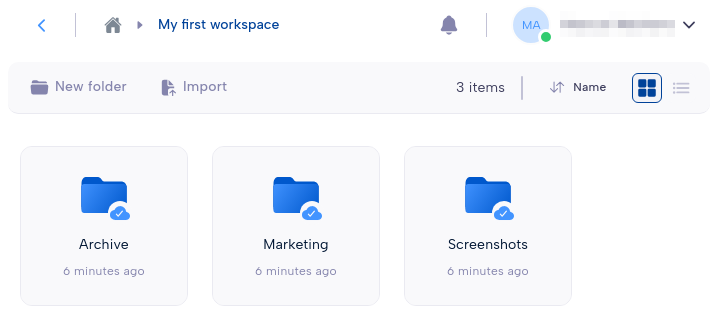 My first workspace
MA
New folder
Import
3 items
Name
Archive
Marketing
Screenshots
6 minutes ago
6 minutes ago
6 minutes ago